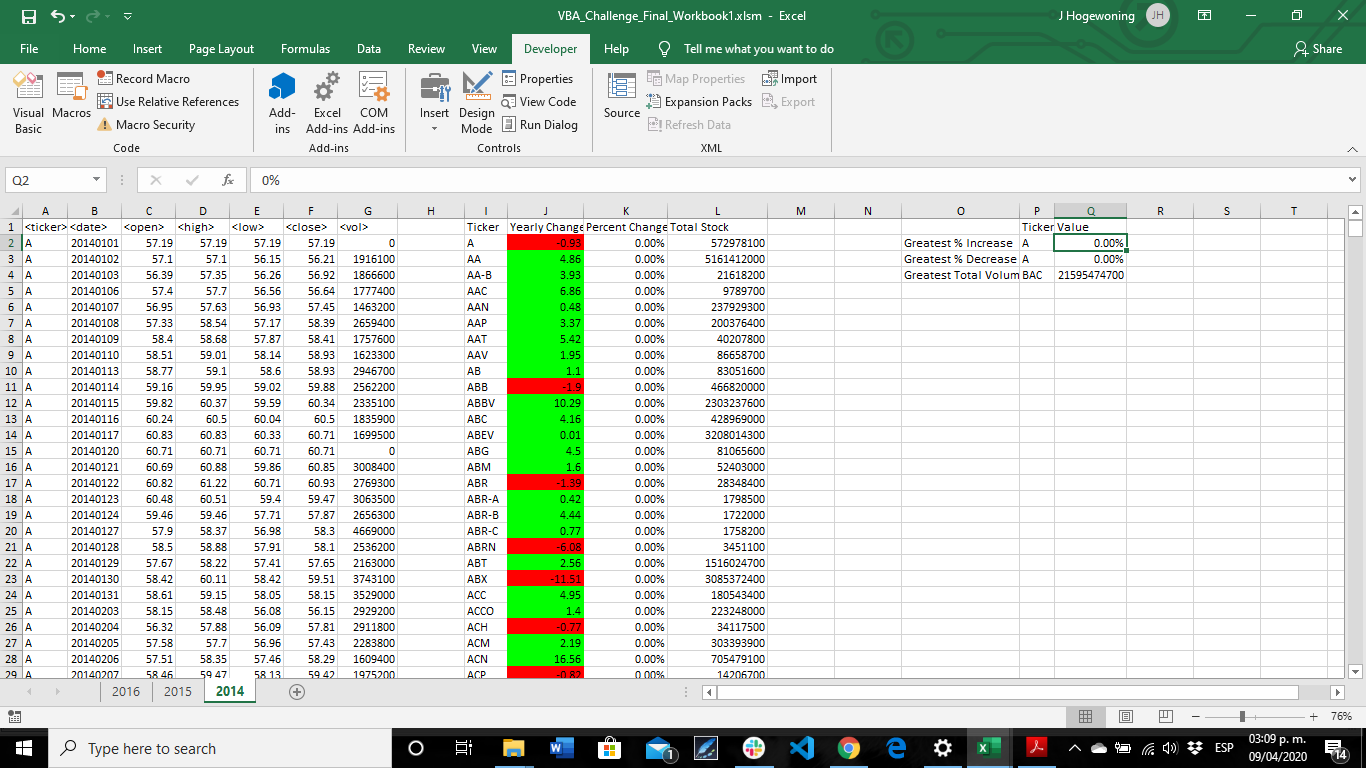 VBA_Challenge_Final_Workbook1.xlsm - Excel
J Hogewoning JH
File Home Insert Page Layout Formulas Data Review View Developer Help Tell me what you want to do Share
Visual Basic
Macros
Record Macro
Use Relative References
Macro Security
Code
Add-ins
Excel Add-ins
COM Add-ins
Add-ins
Insert
Design Mode
Properties
View Code
Run Dialog
Controls
Source
Map Properties
Expansion Packs
Refresh Data
Import
Export
XML
Q2 fx 0%
A B C D E F G H I J K L M N O P Q R S T
1 <ticker> <date> <open> <high> <low> <close> <vol> Ticker Yearly Change Percent Change Total Stock Ticker Value
2 A 20140101 57.19 57.19 57.19 57.19 0 A -0.93 0.00% 572978100 Greatest % Increase A 0.00%
3 A 20140102 57.1 57.1 56.15 56.21 1916100 AA 4.86 0.00% 5161412000 Greatest % Decrease A 0.00%
4 A 20140103 56.39 57.35 56.26 56.92 1866600 AA-B 3.93 0.00% 21618200 Greatest Total Volum BAC 21595474700
5 A 20140106 57.4 57.7 56.56 56.64 1777400 AAC 6.86 0.00% 9789700
6 A 20140107 56.95 57.63 56.93 57.45 1463200 AAN 0.48 0.00% 237929300
7 A 20140108 57.33 58.54 57.17 58.39 2659400 AAP 3.37 0.00% 200376400
8 A 20140109 58.4 58.68 57.87 58.41 1757600 AAT 5.42 0.00% 40207800
9 A 20140110 58.51 59.01 58.14 58.93 1623300 AAV 1.95 0.00% 86658700
10 A 20140113 58.77 59.1 58.6 58.93 2946700 AB 1.1 0.00% 83051600
11 A 20140114 59.16 59.95 59.02 59.88 2562200 ABB -1.9 0.00% 466820000
12 A 20140115 59.82 60.37 59.59 60.34 2335100 ABBV 10.29 0.00% 2303237600
13 A 20140116 60.24 60.5 60.04 60.5 1835900 ABC 4.16 0.00% 428969000
14 A 20140117 60.83 60.83 60.33 60.71 1699500 ABEV 0.01 0.00% 3208014300
15 A 20140120 60.71 60.71 60.71 60.71 0 ABG 4.5 0.00% 81065600
16 A 20140121 60.69 60.88 59.86 60.85 3008400 ABM 1.6 0.00% 52403000
17 A 20140122 60.82 61.22 60.71 60.93 2769300 ABR -1.39 0.00% 28348400
18 A 20140123 60.48 60.51 59.4 59.47 3063500 ABR-A 0.42 0.00% 1798500
19 A 20140124 59.46 59.46 57.71 57.87 2656300 ABR-B 4.44 0.00% 1722000
20 A 20140127 57.9 58.37 56.98 58.3 4669000 ABR-C 0.77 0.00% 1758200
21 A 20140128 58.5 58.88 57.91 58.1 2536200 ABRN -6.08 0.00% 3451100
22 A 20140129 57.67 58.22 57.41 57.65 2163000 ABT 2.56 0.00% 1516024700
23 A 20140130 58.42 60.11 58.42 59.51 3743100 ABX -11.51 0.00% 3085372400
24 A 20140131 58.61 59.15 58.05 58.15 3529000 ACC 4.95 0.00% 180543400
25 A 20140203 58.15 58.48 56.08 56.15 2929200 ACCO 1.4 0.00% 223248000
26 A 20140204 56.32 57.88 56.09 57.81 2911800 ACH -0.77 0.00% 34117500
27 A 20140205 57.58 57.7 56.96 57.43 2283800 ACM 2.19 0.00% 303393900
28 A 20140206 57.51 58.35 57.46 58.29 1609400 ACN 16.56 0.00% 705479100
29 A 20140207 58.46 59.47 58.13 59.42 1975200 ACP -0.82 0.00% 14206700
2016 2015 2014
76%
Type here to search
1
ESP
03:09 p. m.
09/04/2020
14